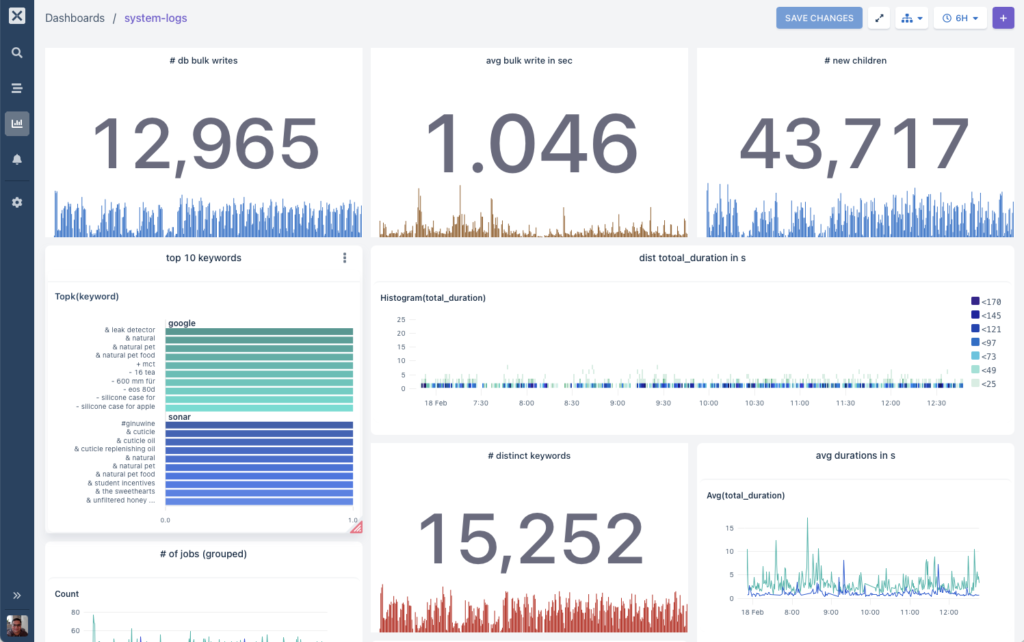 Dashboards / system-logs
SAVE CHANGES
6H
+
# db bulk writes
12,965
avg bulk write in sec
1.046
# new children
43,717
top 10 keywords
Topk(keyword)
google
& leak detector
& natural
& natural pet
& natural pet food
+ mct
- 16 tea
- 600 mm für
- eos 80d
- silicone case for
- silicone case for apple
sonar
#ginuwine
& cuticle
& cuticle oil
& cuticle replenishing oil
& natural
& natural pet
& natural pet food
& student incentives
& the sweethearts
& unfiltered honey ...
0.0 1.0
dist totoal_duration in s
Histogram(total_duration)
25
20
15
10
5
0
18 Feb 7:30 8:00 8:30 9:00 9:30 10:00 10:30 11:00 11:30 12:00 12:30
<170
<145
<121
<97
<73
<49
<25
# distinct keywords
15,252
avg durations in s
Avg(total_duration)
15
10
5
0
18 Feb 8:00 9:00 10:00 11:00 12:00
# of jobs (grouped)
Count
80
60